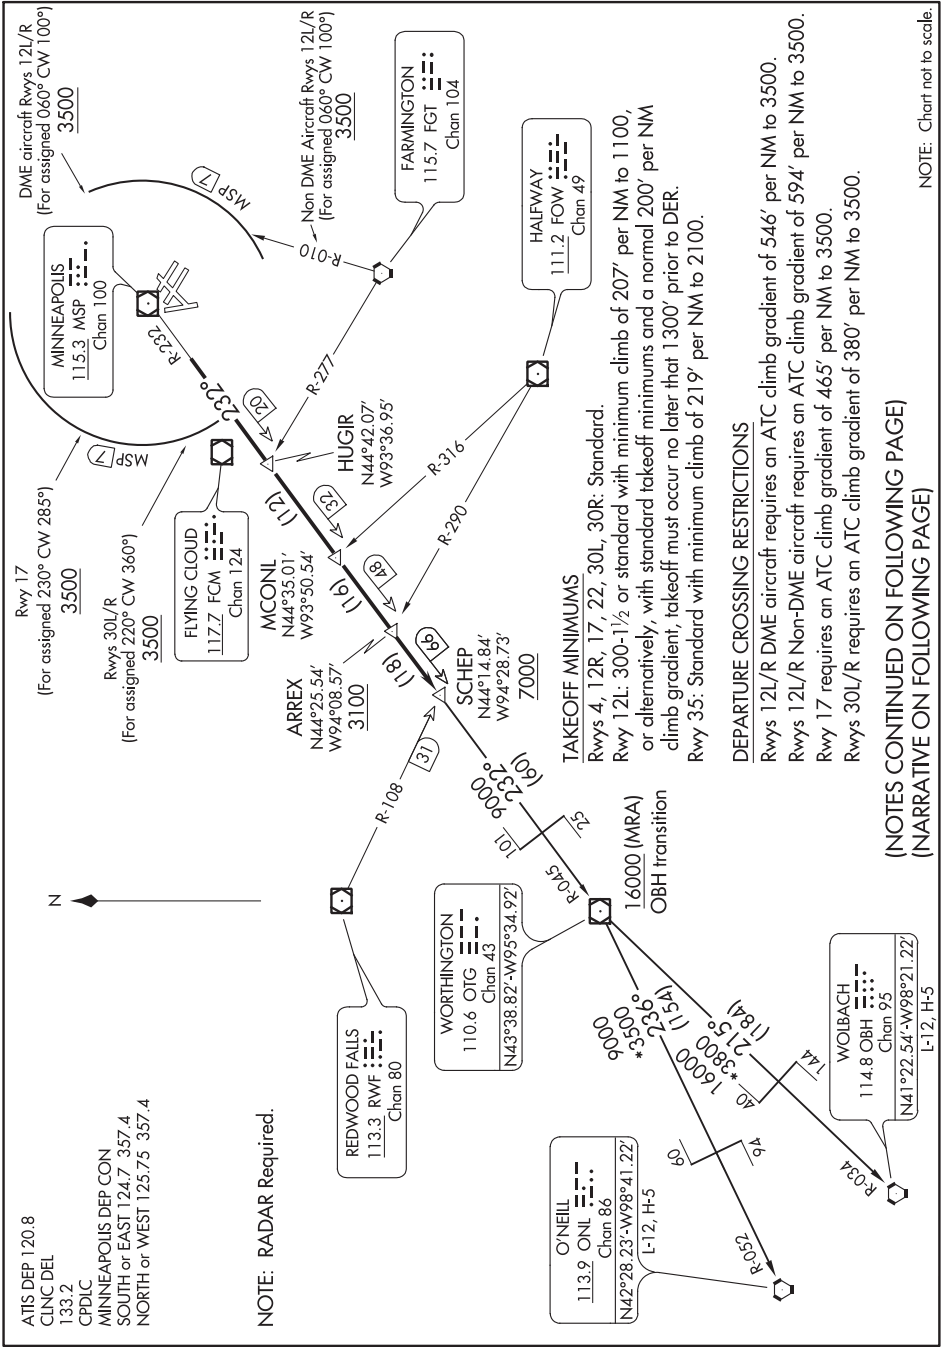 ATIS DEP 120.8
CLNC DEL
133.2
CPDLC
MINNEAPOLIS DEP CON
SOUTH or EAST 124.7 357.4
NORTH or WEST 125.75 357.4
NOTE: RADAR Required.
N
Rwy 17
(For assigned 230° CW 285°)
3500
Rwys 30L/R
(For assigned 220° CW 360°)
3500
MSP 7
DME aircraft Rwys 12L/R
(For assigned 060° CW 100°)
3500
MSP 7
Non DME Aircraft Rwys 12L/R
(For assigned 060° CW 100°)
3500
MINNEAPOLIS
115.3 MSP
Chan 100
R-232
232°
20
FLYING CLOUD
117.7 FCM
Chan 124
FARMINGTON
115.7 FGT
Chan 104
R-010
R-277
HUGIR
N44°42.07'
W93°36.95'
(12)
32
MCONL
N44°35.01'
W93°50.54'
(16)
48
HALFWAY
111.2 FOW
Chan 49
R-316
R-290
ARREX
N44°25.54'
W94°08.57'
3100
(18)
66
SCHEP
N44°14.84'
W94°28.73'
7000
REDWOOD FALLS
113.3 RWF
Chan 80
R-108
31
9000
232°
(60)
101
25
R-045
WORTHINGTON
110.6 OTG
Chan 43
N43°38.82'-W95°34.92'
16000 (MRA)
OBH transition
9000
*3500
236°
(154)
60
94
R-052
O'NEILL
113.9 ONL
Chan 86
N42°28.23'-W98°41.22'
L-12, H-5
16000
*3800
215°
(184)
40
144
R-034
WOLBACH
114.8 OBH
Chan 95
N41°22.54'-W98°21.22'
L-12, H-5
TAKEOFF MINIMUMS
Rwys 4, 12R, 17, 22, 30L, 30R: Standard.
Rwy 12L: 300-1½ or standard with minimum climb of 207' per NM to 1100,
or alternatively, with standard takeoff minimums and a normal 200' per NM
climb gradient, takeoff must occur no later that 1300' prior to DER.
Rwy 35: Standard with minimum climb of 219' per NM to 2100.
DEPARTURE CROSSING RESTRICTIONS
Rwys 12L/R DME aircraft requires an ATC climb gradient of 546' per NM to 3500.
Rwys 12L/R Non-DME aircraft requires an ATC climb gradient of 594' per NM to 3500.
Rwy 17 requires an ATC climb gradient of 465' per NM to 3500.
Rwys 30L/R requires an ATC climb gradient of 380' per NM to 3500.
(NOTES CONTINUED ON FOLLOWING PAGE)
(NARRATIVE ON FOLLOWING PAGE)
NOTE: Chart not to scale.